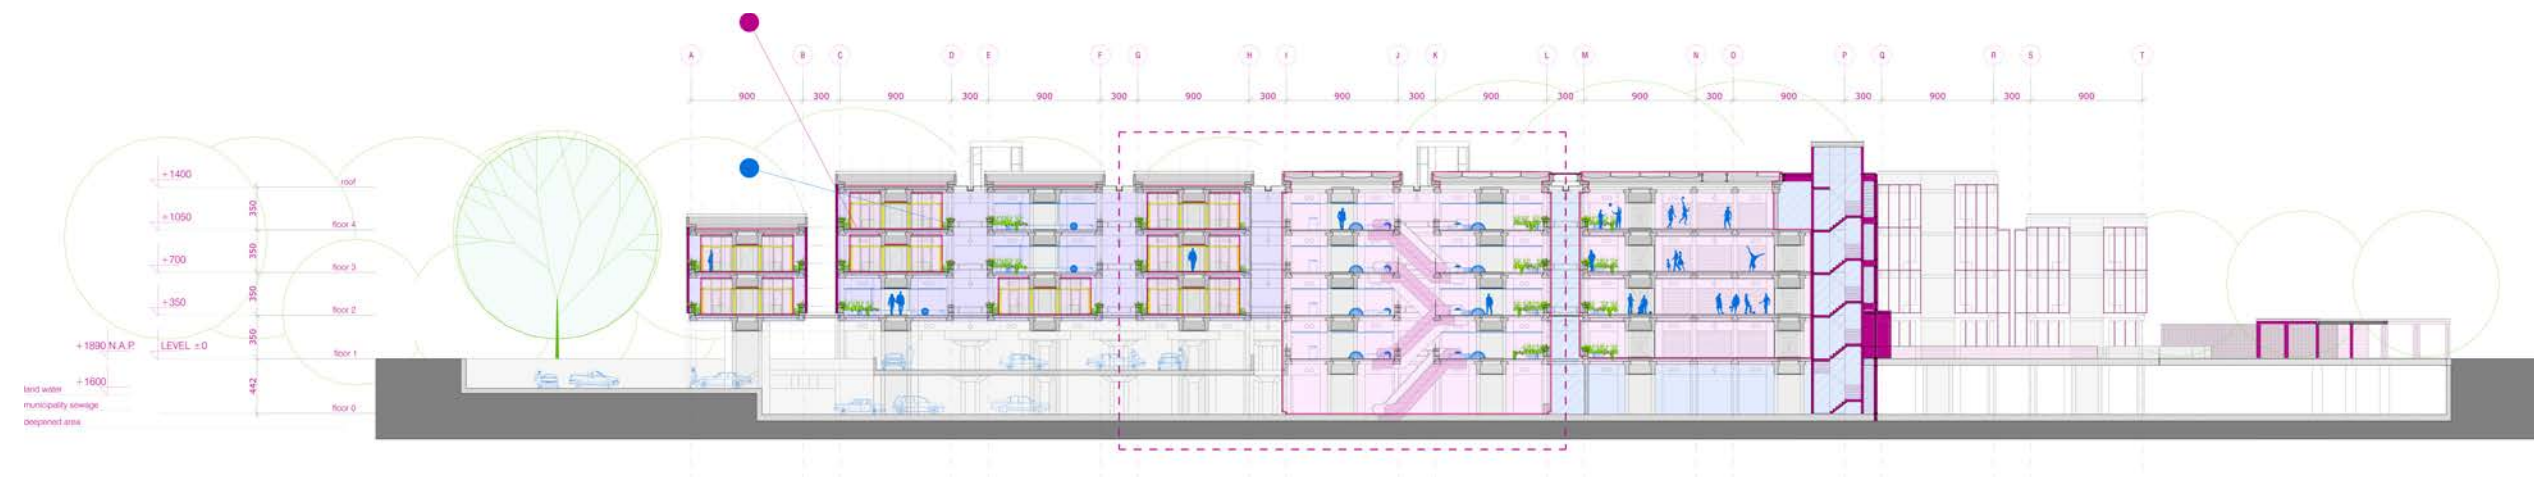 A B C D E F G H I J K L M N O P Q R S T
900 300 900 300 900 300 900 300 900 300 900 300 900 300 900 300 900 300 900
+1400 roof
350
+1050 floor 4
350
+700 floor 3
350
+350 floor 2
350
+1890 N.A.P. LEVEL ±0 floor 1
+1600 442
land water
municipality sewage floor 0
deepened area